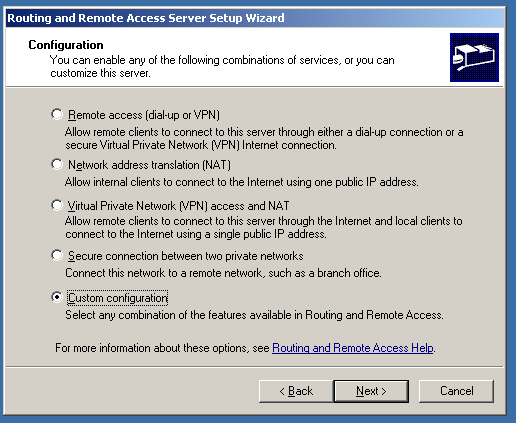 Routing and Remote Access Server Setup Wizard
Configuration
You can enable any of the following combinations of services, or you can
customize this server.
Remote access (dial-up or VPN)
Allow remote clients to connect to this server through either a dial-up connection or a
secure Virtual Private Network (VPN) Internet connection.
Network address translation (NAT)
Allow internal clients to connect to the Internet using one public IP address.
Virtual Private Network (VPN) access and NAT
Allow remote clients to connect to this server through the Internet and local clients to
connect to the Internet using a single public IP address.
Secure connection between two private networks
Connect this network to a remote network, such as a branch office.
Custom configuration
Select any combination of the features available in Routing and Remote Access.
For more information about these options, see Routing and Remote Access Help.
< Back Next > Cancel